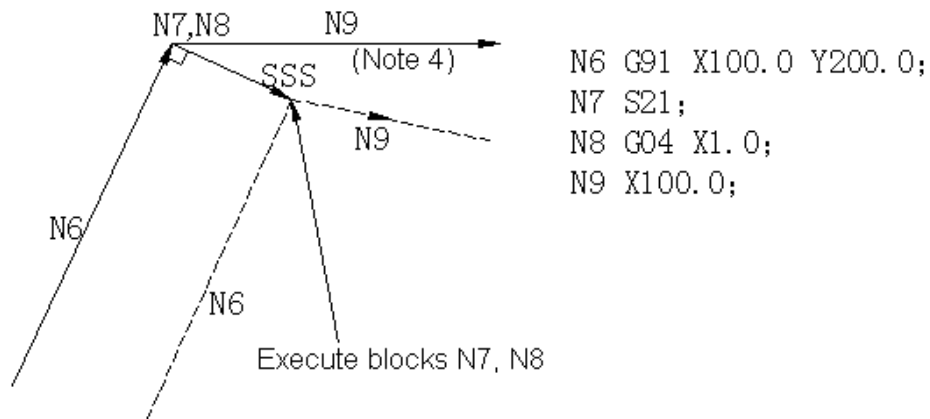 N7,N8
N9
(Note 4)
SSS
N9
N6
N6
Execute blocks N7, N8
N6 G91 X100.0 Y200.0;
N7 S21;
N8 G04 X1.0;
N9 X100.0;